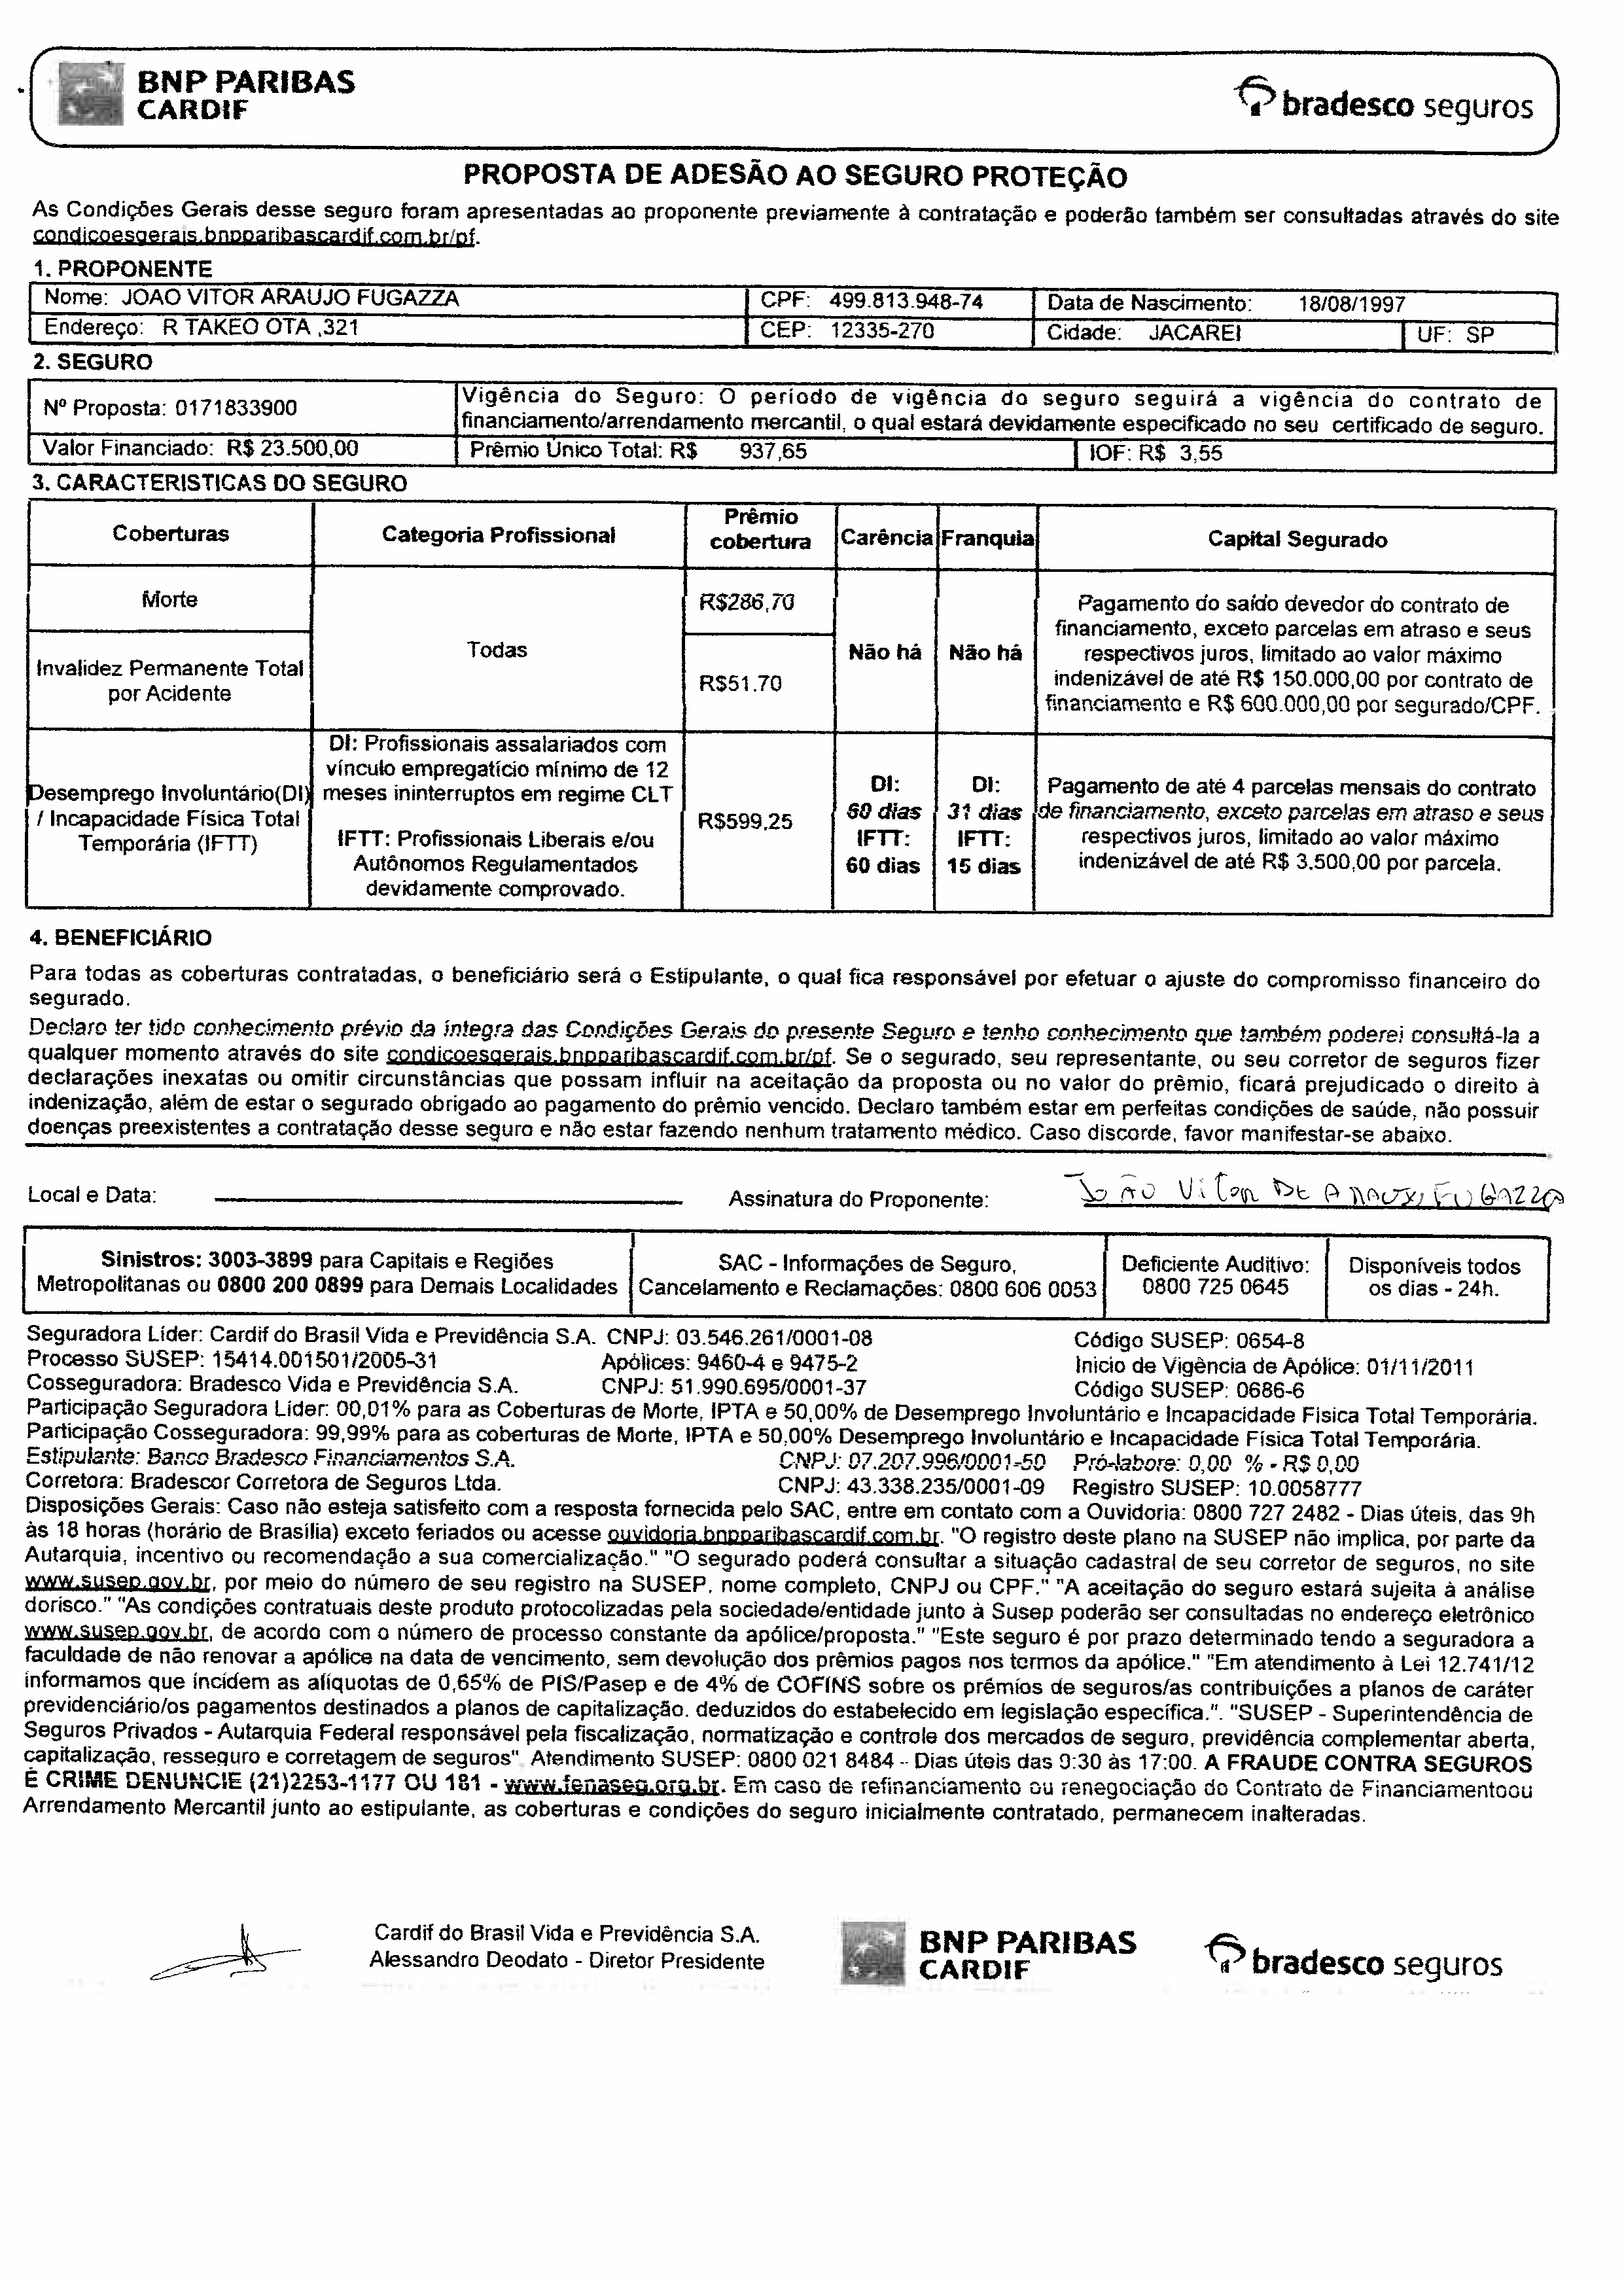 BNP PARIBAS
CARDIF
bradesco seguros
PROPOSTA DE ADESÃO AO SEGURO PROTEÇÃO
As Condições Gerais desse seguro foram apresentadas ao proponente previamente à contratação e poderão também ser consultadas através do site
condicoesgerais.bnpparibascardif.com.br/pf.
1. PROPONENTE
Nome: JOAO VITOR ARAUJO FUGAZZA CPF: 499.813.948-74 Data de Nascimento: 18/08/1997
Endereço: R TAKEO OTA ,321 CEP: 12335-270 Cidade: JACAREI UF: SP
2. SEGURO
Nº Proposta: 0171833900
Vigência do Seguro: O período de vigência do seguro seguirá a vigência do contrato de
financiamento/arrendamento mercantil, o qual estará devidamente especificado no seu certificado de seguro.
Valor Financiado: R$ 23.500,00 Prêmio Único Total: R$ 937,65 IOF: R$ 3,55
3. CARACTERISTICAS DO SEGURO
Coberturas
Categoria Profissional
Prêmio
cobertura
Carência
Franquia
Capital Segurado
Morte
Invalidez Permanente Total
por Acidente
Todas
R$286,70
R$51.70
Não há
Não há
Pagamento do saldo devedor do contrato de
financiamento, exceto parcelas em atraso e seus
respectivos juros, limitado ao valor máximo
indenizável de até R$ 150.000,00 por contrato de
financiamento e R$ 600.000,00 por segurado/CPF.
Desemprego Involuntário(DI)
/ Incapacidade Física Total
Temporária (IFTT)
DI: Profissionais assalariados com
vínculo empregatício mínimo de 12
meses ininterruptos em regime CLT
IFTT: Profissionais Liberais e/ou
Autônomos Regulamentados
devidamente comprovado.
R$599,25
DI:
60 dias
IFTT:
60 dias
DI:
31 dias
IFTT:
15 dias
Pagamento de até 4 parcelas mensais do contrato
de financiamento, exceto parcelas em atraso e seus
respectivos juros, limitado ao valor máximo
indenizável de até R$ 3.500,00 por parcela.
4. BENEFICIÁRIO
Para todas as coberturas contratadas, o beneficiário será o Estipulante, o qual fica responsável por efetuar o ajuste do compromisso financeiro do
segurado.
Declaro ter tido conhecimento prévio da íntegra das Condições Gerais do presente Seguro e tenho conhecimento que também poderei consultá-la a
qualquer momento através do site condicoesgerais.bnpparibascardif.com.br/pf. Se o segurado, seu representante, ou seu corretor de seguros fizer
declarações inexatas ou omitir circunstâncias que possam influir na aceitação da proposta ou no valor do prêmio, ficará prejudicado o direito à
indenização, além de estar o segurado obrigado ao pagamento do prêmio vencido. Declaro também estar em perfeitas condições de saúde, não possuir
doenças preexistentes a contratação desse seguro e não estar fazendo nenhum tratamento médico. Caso discorde, favor manifestar-se abaixo.
Local e Data: Assinatura do Proponente: João Vitor De Araujo Fugazza
Sinistros: 3003-3899 para Capitais e Regiões
Metropolitanas ou 0800 200 0899 para Demais Localidades
SAC - Informações de Seguro,
Cancelamento e Reclamações: 0800 606 0053
Deficiente Auditivo:
0800 725 0645
Disponíveis todos
os dias - 24h.
Seguradora Líder: Cardif do Brasil Vida e Previdência S.A. CNPJ: 03.546.261/0001-08 Código SUSEP: 0654-8
Processo SUSEP: 15414.001501/2005-31 Apólices: 9460-4 e 9475-2 Inicio de Vigência de Apólice: 01/11/2011
Cosseguradora: Bradesco Vida e Previdência S.A. CNPJ: 51.990.695/0001-37 Código SUSEP: 0686-6
Participação Seguradora Líder: 00,01% para as Coberturas de Morte, IPTA e 50,00% de Desemprego Involuntário e Incapacidade Fisica Total Temporária.
Participação Cosseguradora: 99,99% para as coberturas de Morte, IPTA e 50,00% Desemprego Involuntário e Incapacidade Física Total Temporária.
Estipulante: Banco Bradesco Financiamentos S.A. CNPJ: 07.207.996/0001-50 Pró-labore: 0,00 % - R$ 0,00
Corretora: Bradescor Corretora de Seguros Ltda. CNPJ: 43.338.235/0001-09 Registro SUSEP: 10.0058777
Disposições Gerais: Caso não esteja satisfeito com a resposta fornecida pelo SAC, entre em contato com a Ouvidoria: 0800 727 2482 - Dias úteis, das 9h
às 18 horas (horário de Brasília) exceto feriados ou acesse ouvidoria.bnpparibascardif.com.br. "O registro deste plano na SUSEP não implica, por parte da
Autarquia, incentivo ou recomendação a sua comercialização." "O segurado poderá consultar a situação cadastral de seu corretor de seguros, no site
www.susep.gov.br, por meio do número de seu registro na SUSEP, nome completo, CNPJ ou CPF." "A aceitação do seguro estará sujeita à análise
dorisco." "As condições contratuais deste produto protocolizadas pela sociedade/entidade junto à Susep poderão ser consultadas no endereço eletrônico
www.susep.gov.br, de acordo com o número de processo constante da apólice/proposta." "Este seguro é por prazo determinado tendo a seguradora a
faculdade de não renovar a apólice na data de vencimento, sem devolução dos prêmios pagos nos termos da apólice." "Em atendimento à Lei 12.741/12
informamos que incidem as alíquotas de 0,65% de PIS/Pasep e de 4% de COFINS sobre os prêmios de seguros/as contribuições a planos de caráter
previdenciário/os pagamentos destinados a planos de capitalização. deduzidos do estabelecido em legislação específica.". "SUSEP - Superintendência de
Seguros Privados - Autarquia Federal responsável pela fiscalização, normatização e controle dos mercados de seguro, previdência complementar aberta,
capitalização, resseguro e corretagem de seguros". Atendimento SUSEP: 0800 021 8484 - Dias úteis das 9:30 às 17:00. A FRAUDE CONTRA SEGUROS
É CRIME DENUNCIE (21)2253-1177 OU 181 - www.fenaseg.org.br. Em caso de refinanciamento ou renegociação do Contrato de Financiamentoou
Arrendamento Mercantil junto ao estipulante, as coberturas e condições do seguro inicialmente contratado, permanecem inalteradas.
Cardif do Brasil Vida e Previdência S.A.
Alessandro Deodato - Diretor Presidente
BNP PARIBAS
CARDIF
bradesco seguros